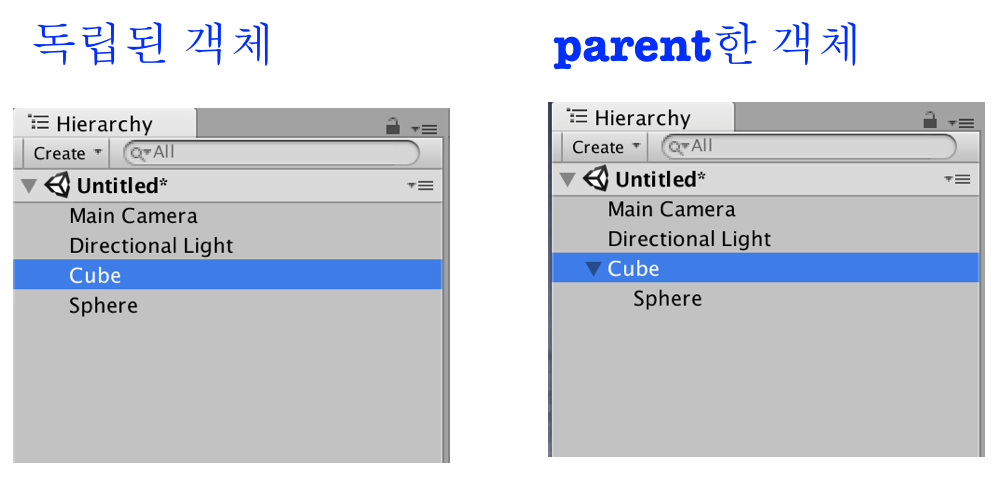 독립된 객체
Hierarchy
Create
All
Untitled*
Main Camera
Directional Light
Cube
Sphere
parent한 객체
Hierarchy
Create
All
Untitled*
Main Camera
Directional Light
Cube
Sphere